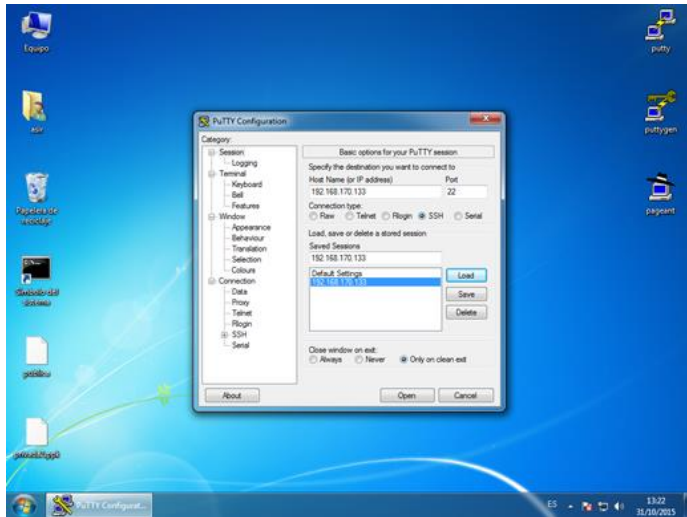 Equipo
asir
Papelera de
reciclaje
Símbolo del
sistema
publica
putty
puttygen
pageant
PuTTY Configuration
Category:
Session
Logging
Terminal
Keyboard
Bell
Features
Window
Appearance
Behaviour
Translation
Selection
Colours
Connection
Data
Proxy
Telnet
Rlogin
SSH
Serial
Basic options for your PuTTY session
Specify the destination you want to connect to
Host Name (or IP address) Port
192.168.170.133 22
Connection type:
Raw Telnet Rlogin SSH Serial
Load, save or delete a stored session
Saved Sessions
192.168.170.133
Default Settings
192.168.170.133
Load
Save
Delete
Close window on exit:
Always Never Only on clean exit
About Open Cancel
PuTTY Configurat...
ES
13:22
31/10/2015